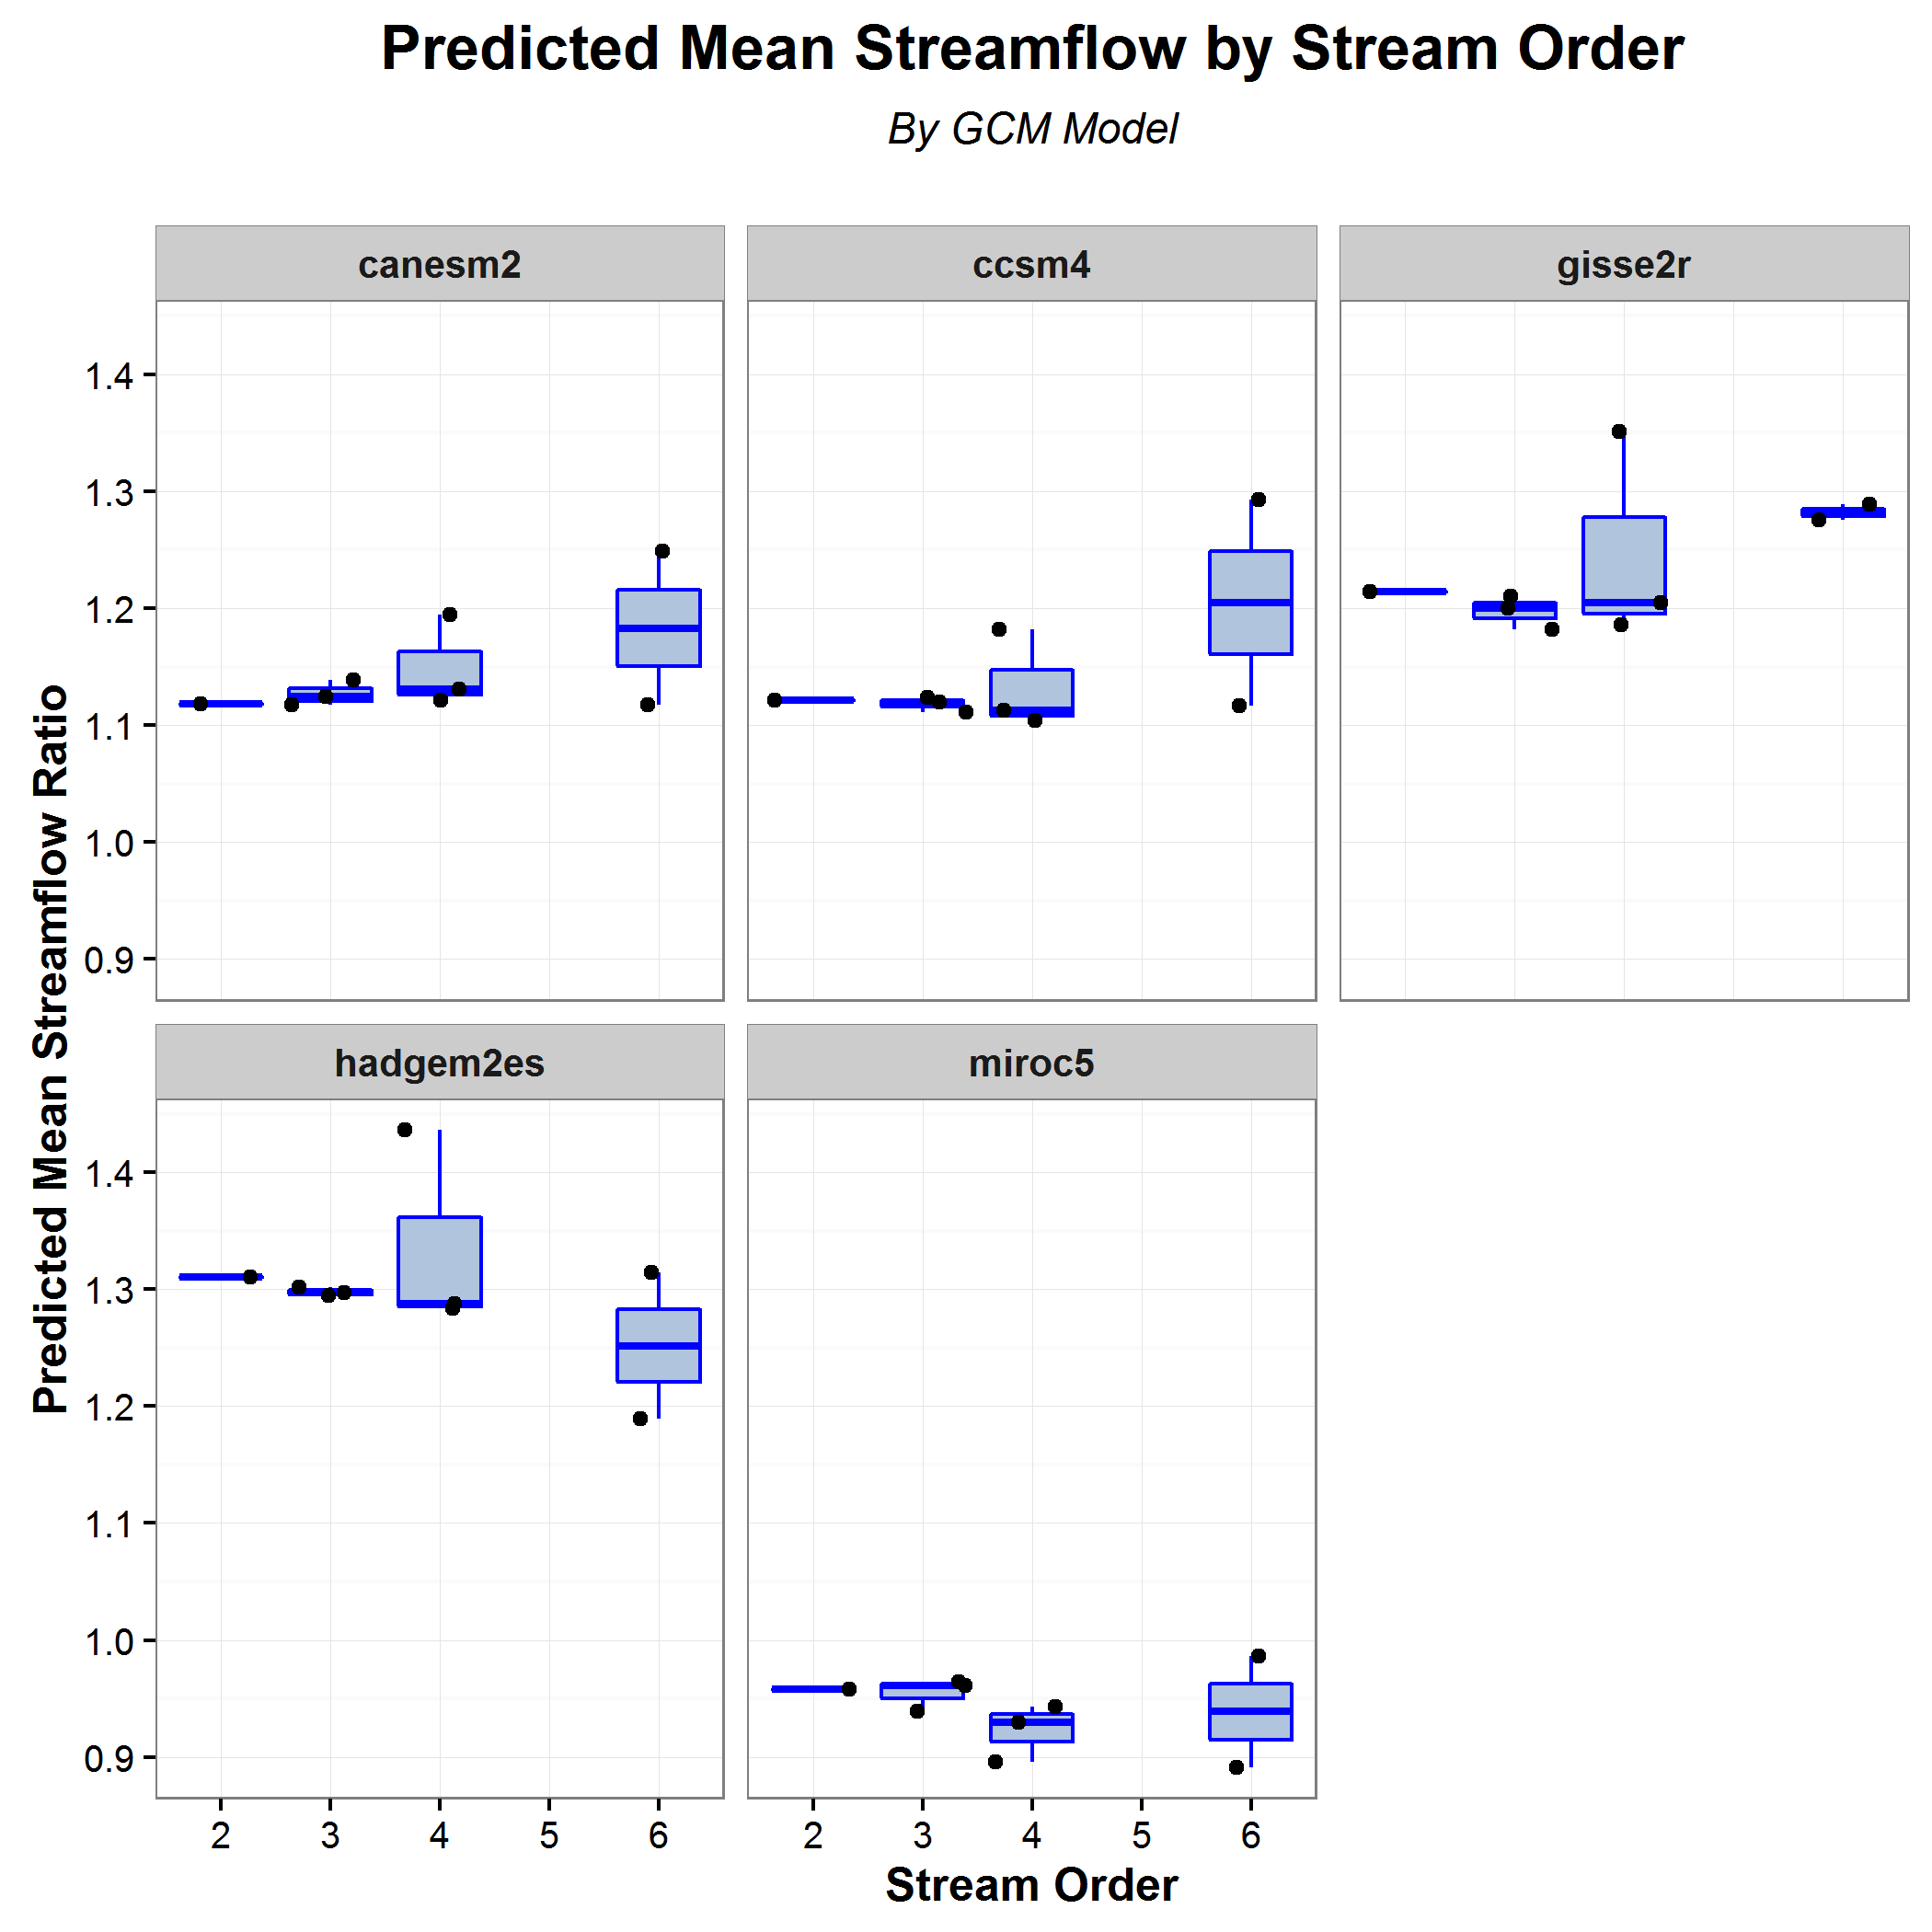 Predicted Mean Streamflow by Stream Order
By GCM Model
canesm2
ccsm4
gisse2r
1.4
1.3
1.2
1.1
1.0
0.9
Predicted Mean Streamflow Ratio
hadgem2es
miroc5
1.4
1.3
1.2
1.1
1.0
0.9
2 3 4 5 6
2 3 4 5 6
Stream Order